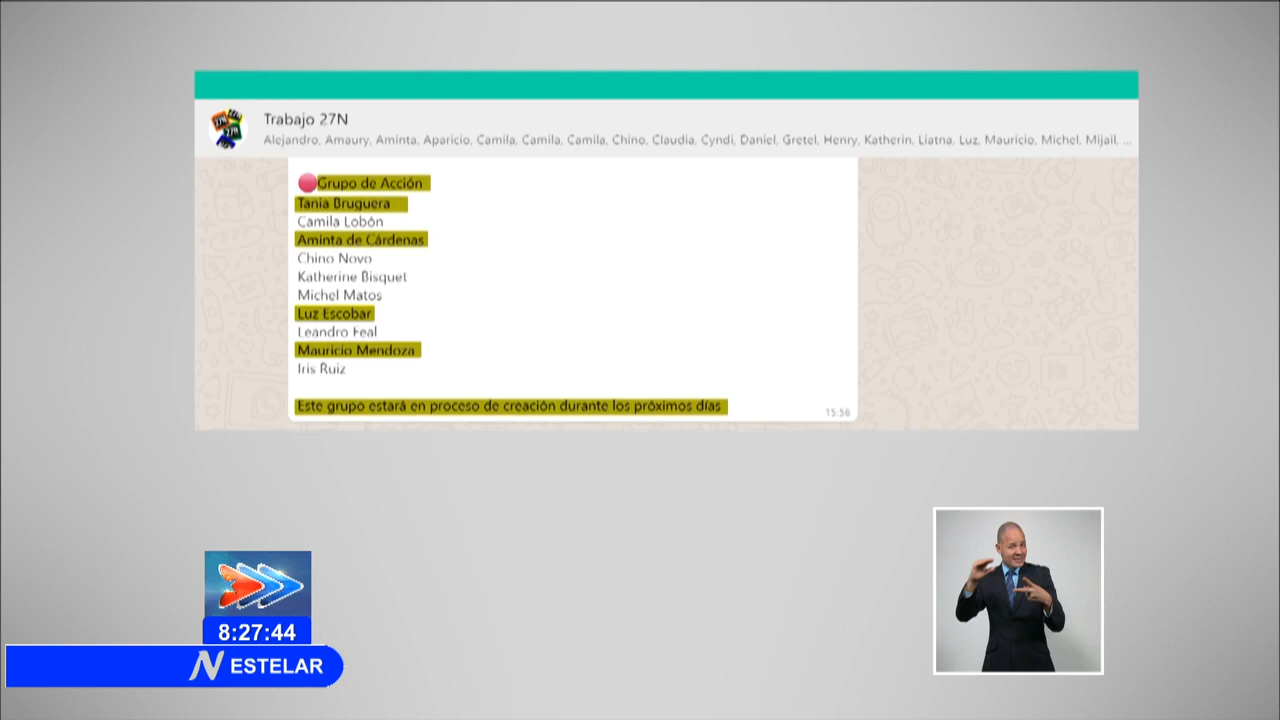 Trabajo 27N
Alejandro, Amaury, Aminta, Aparicio, Camila, Camila, Camila, Chino, Claudia, Cyndi, Daniel, Gretel, Henry, Katherin, Liatna, Luz, Mauricio, Michel, Mijail, ...
Grupo de Acción
Tania Bruguera
Camila Lobón
Aminta de Cárdenas
Chino Novo
Katherine Bisquet
Michel Matos
Luz Escobar
Leandro Feal
Mauricio Mendoza
Iris Ruiz
Este grupo estará en proceso de creación durante los próximos días
15:56
8:27:44
N ESTELAR